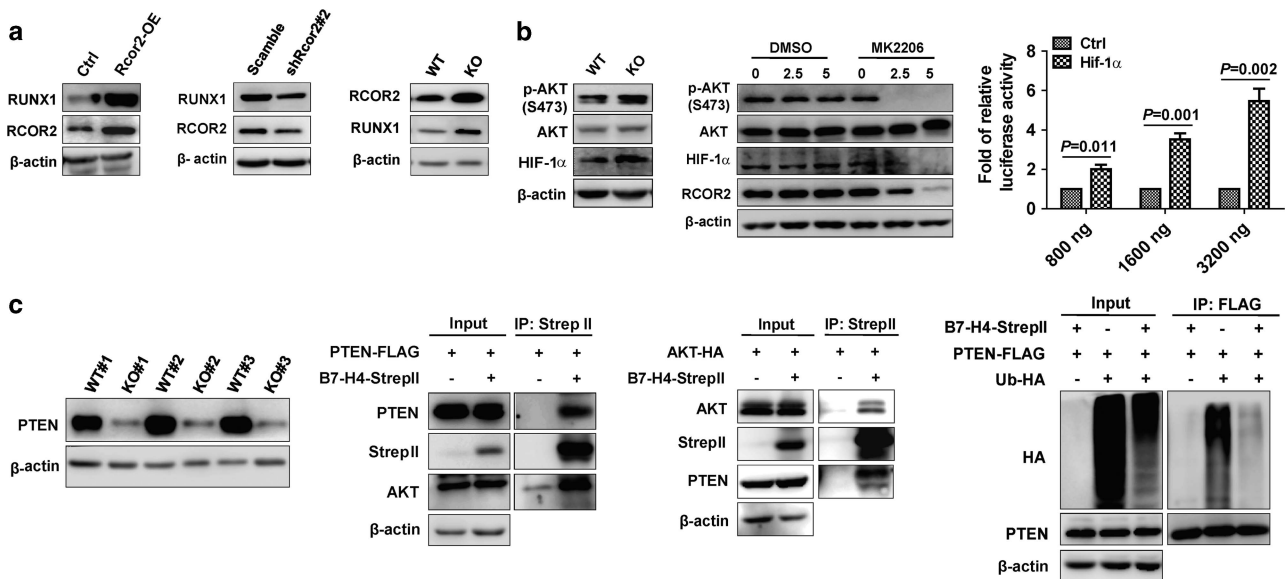 a
Ctrl Rcor2-OE
RUNX1
RCOR2
β-actin
Scamble shRcor2#2
RUNX1
RCOR2
β- actin
WT KO
RCOR2
RUNX1
β-actin
b
WT KO
p-AKT
(S473)
AKT
HIF-1α
β-actin
DMSO MK2206
0 2.5 5 0 2.5 5
p-AKT
(S473)
AKT
HIF-1α
RCOR2
β-actin
Fold of relative
luciferase activity
8
6
4
2
0
Ctrl
Hif-1α
P=0.011
P=0.001
P=0.002
800 ng 1600 ng 3200 ng
c
WT#1 KO#1 WT#2 KO#2 WT#3 KO#3
PTEN
β-actin
Input IP: Strep II
PTEN-FLAG + + + +
B7-H4-StrepII - + - +
PTEN
StrepII
AKT
β-actin
Input IP: StrepII
AKT-HA + + + +
B7-H4-StrepII - + - +
AKT
StrepII
PTEN
β-actin
Input IP: FLAG
B7-H4-StrepII + - + + - +
PTEN-FLAG + + + + + +
Ub-HA - + + - + +
HA
PTEN
β-actin